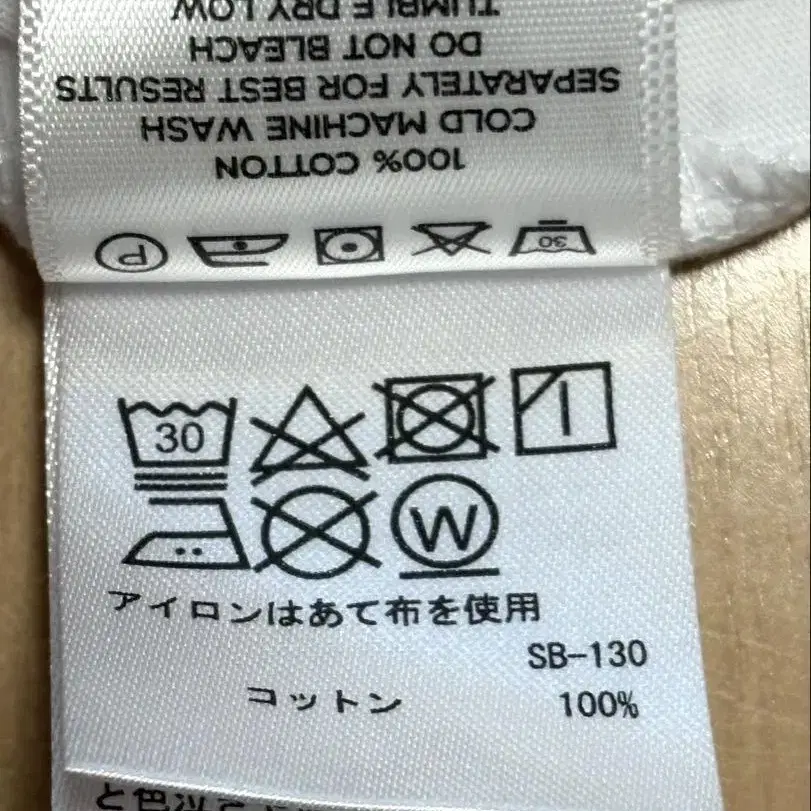 30 P
100% COTTON
COLD MACHINE WASH
SEPARATELY FOR BEST RESULTS
DO NOT BLEACH
TUMBLE DRY LOW
30
W
アイロンはあて布を使用
SB-130
コットン 100%